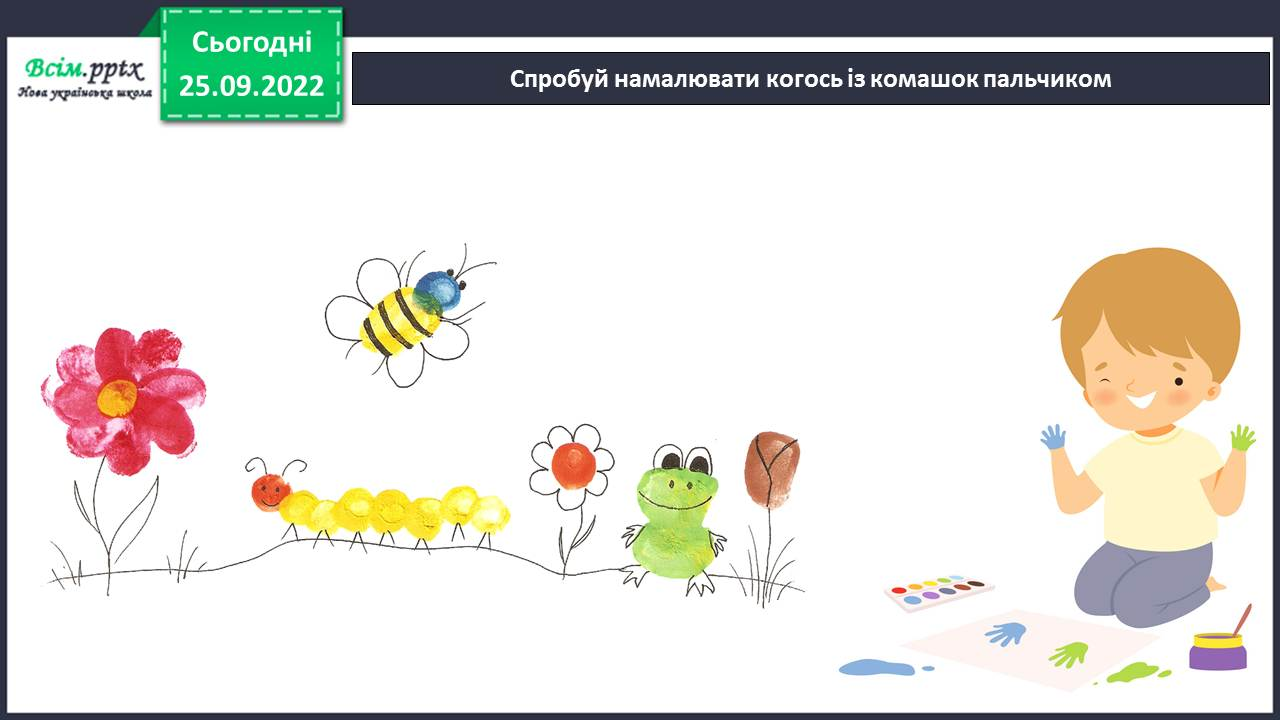 Всім.pptx
Нова українська школа
Сьогодні
25.09.2022
Спробуй намалювати когось із комашок пальчиком